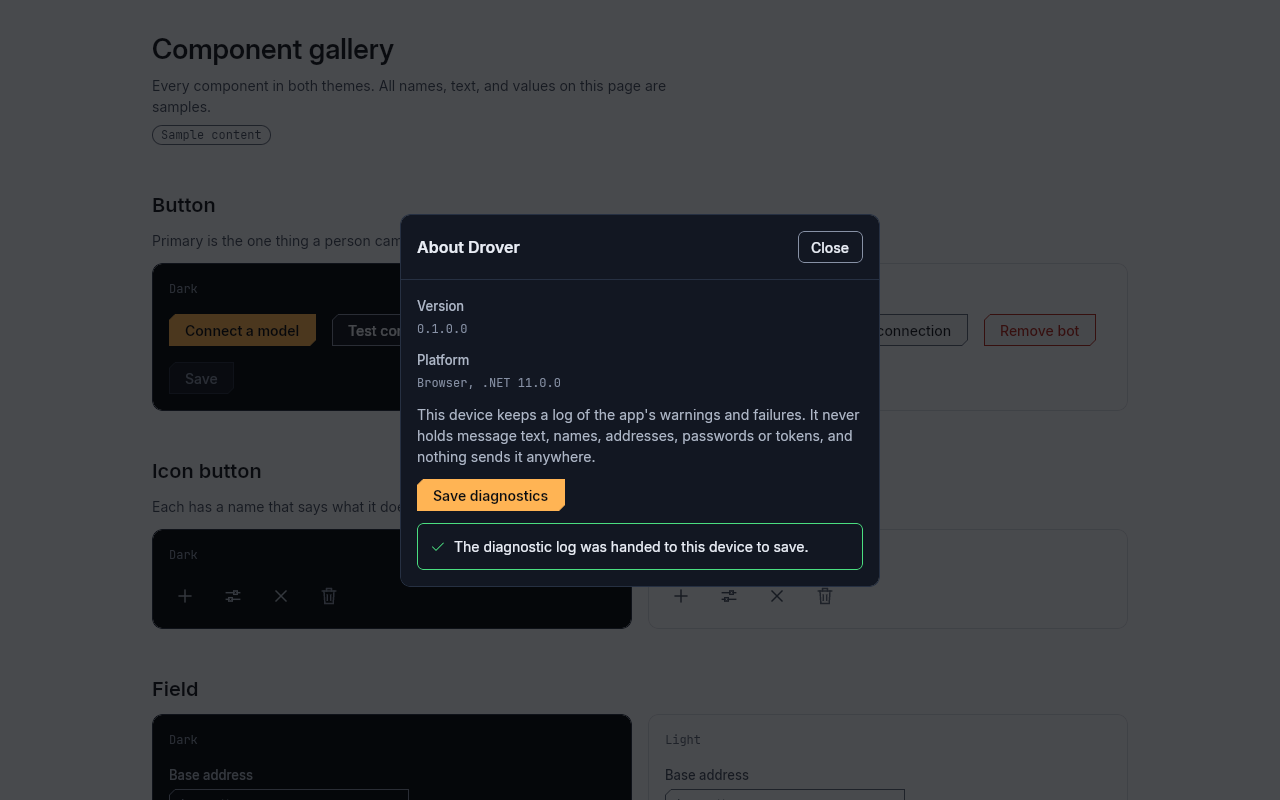 Component gallery
Every component in both themes. All names, text, and values on this page are
samples.
Sample content
Button
Primary is the one thing a person cam
Dark
Connect a model
Test con
connection
Remove bot
Save
About Drover
Close
Version
0.1.0.0
Platform
Browser, .NET 11.0.0
This device keeps a log of the app's warnings and failures. It never
holds message text, names, addresses, passwords or tokens, and
nothing sends it anywhere.
Save diagnostics
The diagnostic log was handed to this device to save.
Icon button
Each has a name that says what it doe
Dark
Field
Dark
Light
Base address
Base address